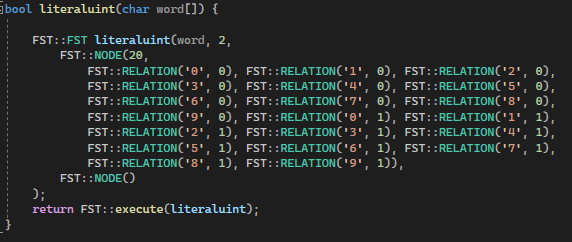 bool literaluint(char word[]) {
FST::FST literaluint(word, 2,
FST::NODE(20,
FST::RELATION('0', 0), FST::RELATION('1', 0), FST::RELATION('2', 0),
FST::RELATION('3', 0), FST::RELATION('4', 0), FST::RELATION('5', 0),
FST::RELATION('6', 0), FST::RELATION('7', 0), FST::RELATION('8', 0),
FST::RELATION('9', 0), FST::RELATION('0', 1), FST::RELATION('1', 1),
FST::RELATION('2', 1), FST::RELATION('3', 1), FST::RELATION('4', 1),
FST::RELATION('5', 1), FST::RELATION('6', 1), FST::RELATION('7', 1),
FST::RELATION('8', 1), FST::RELATION('9', 1)),
FST::NODE()
);
return FST::execute(literaluint);
}